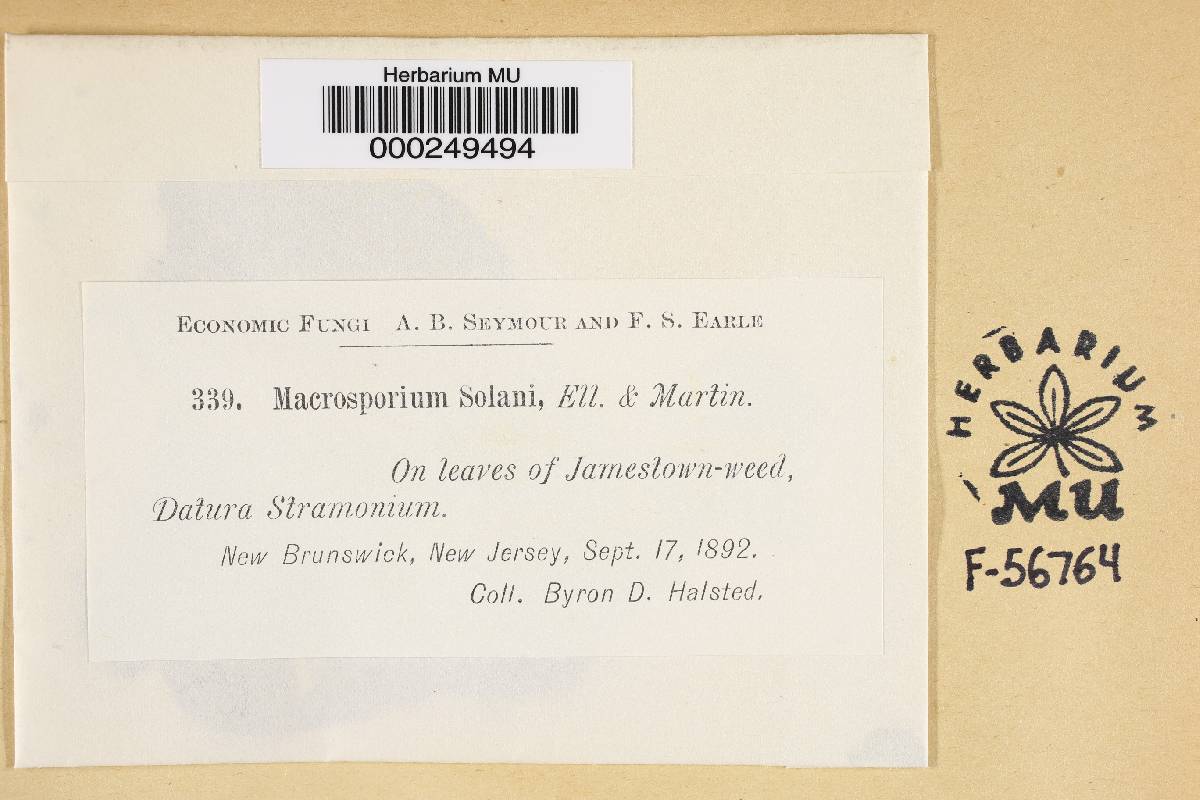 Herbarium MU
000249494
Economic Fungi A. B. Seymour and F. S. Earle
339. Macrosporium Solani, Ell. & Martin.
On leaves of Jamestown-weed,
Datura Stramonium.
New Brunswick, New Jersey, Sept. 17, 1892.
Coll. Byron D. Halsted.
HERBARIUM
MU
F-56764